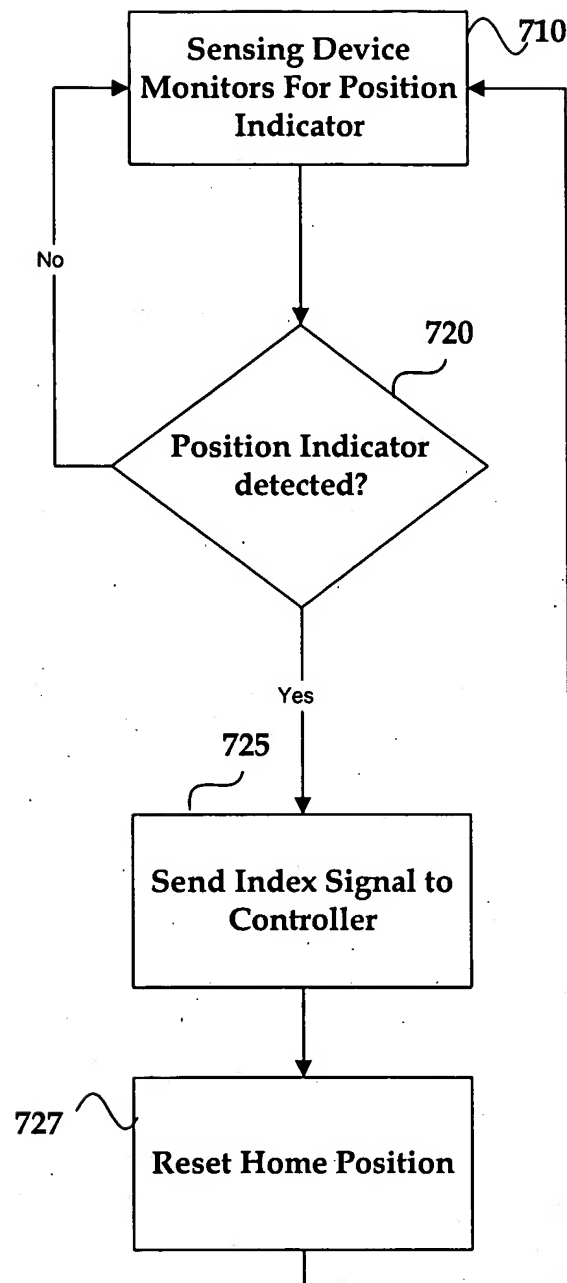 710
Sensing Device
Monitors For Position
Indicator
No
720
Position Indicator
detected?
Yes
725
Send Index Signal to
Controller
727
Reset Home Position